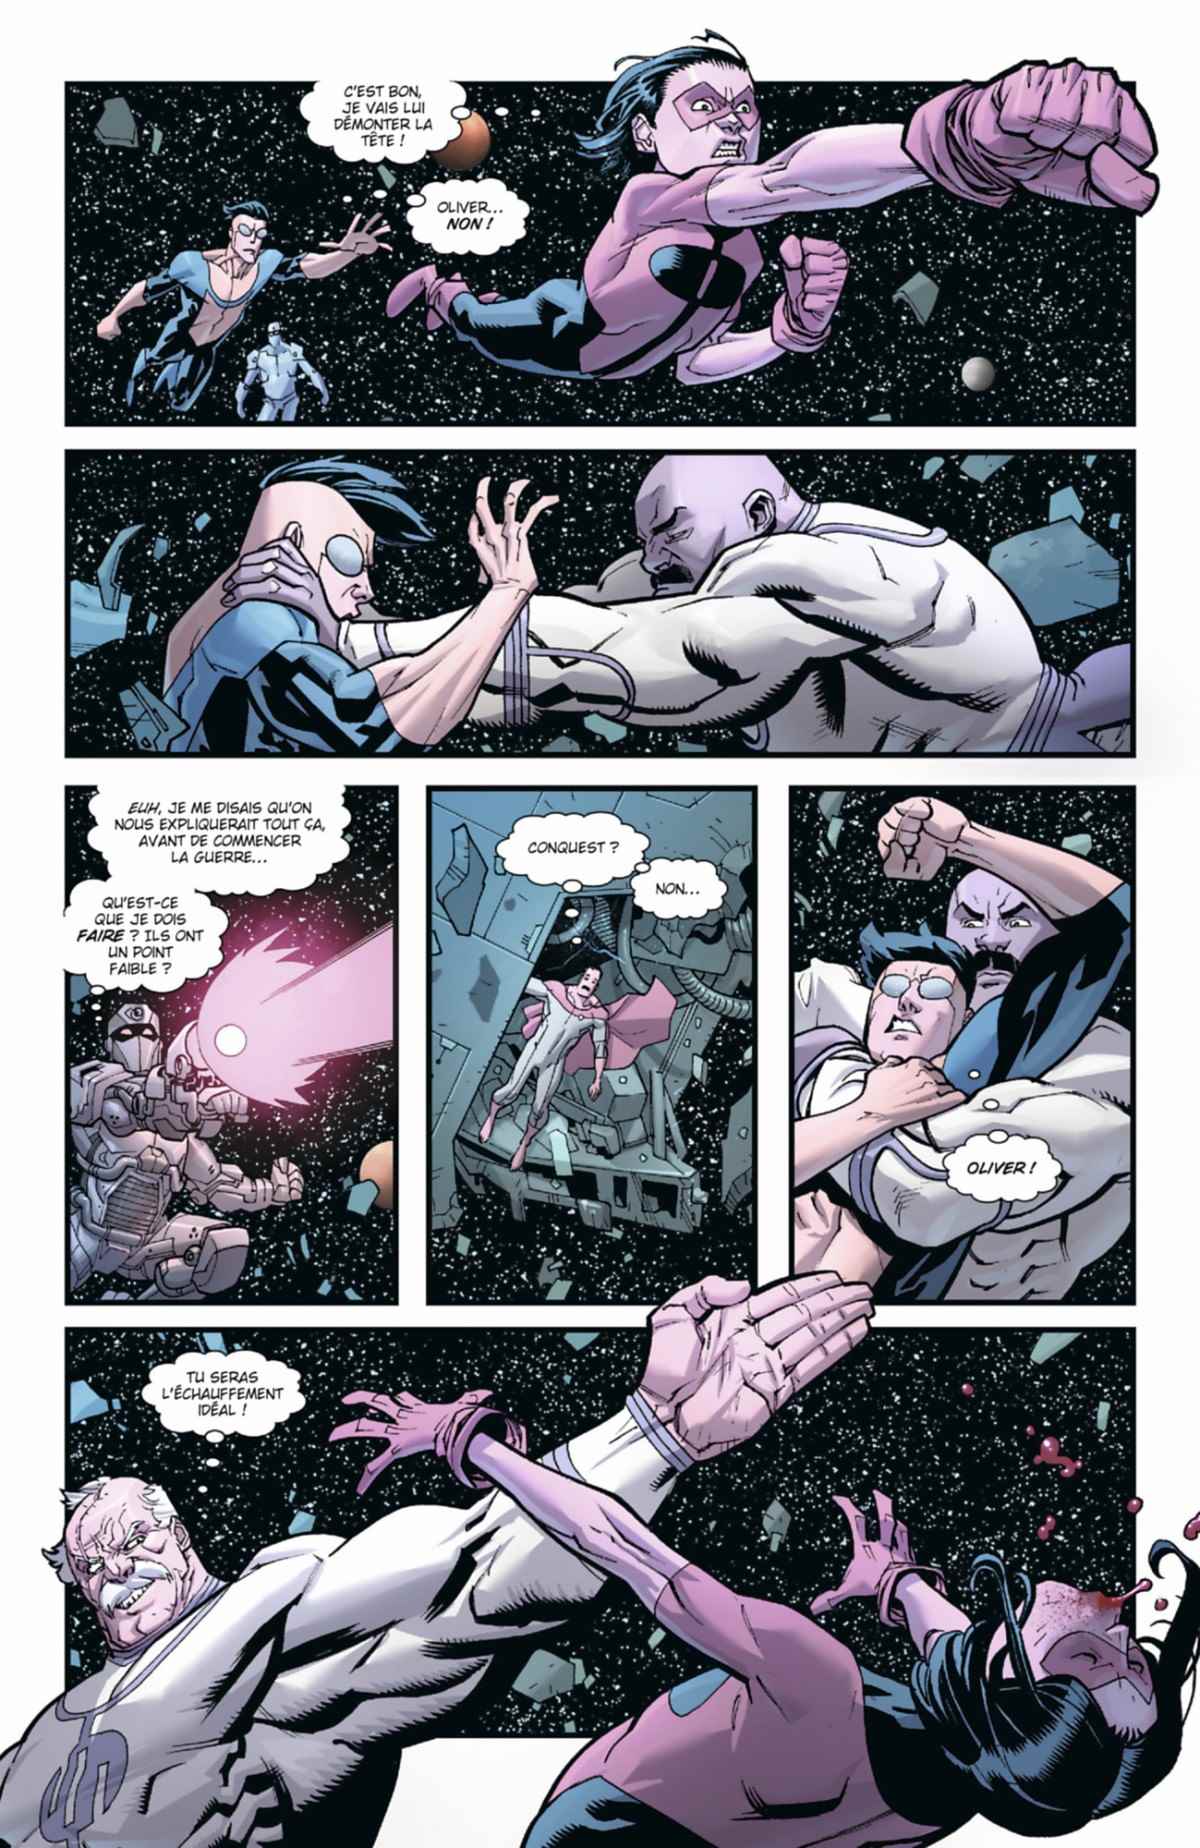 C'EST BON,
JE VAIS LUI
DÉMONTER LA
TÊTE !
OLIVER...
NON !
EUH, JE ME DISAIS QU'ON
NOUS EXPLIQUERAIT TOUT ÇA,
AVANT DE COMMENCER
LA GUERRE...
QU'EST-CE
QUE JE DOIS
FAIRE ? ILS ONT
UN POINT
FAIBLE ?
CONQUEST ?
NON...
OLIVER !
TU SERAS
L'ÉCHAUFFEMENT
IDÉAL !